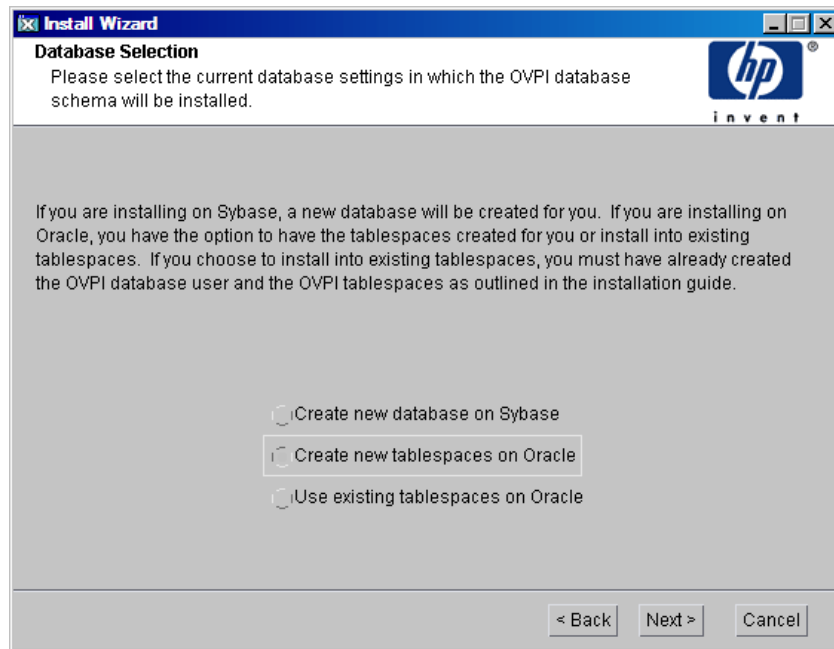 Install Wizard
Database Selection
Please select the current database settings in which the OVPI database
schema will be installed.
hp
®
invent
If you are installing on Sybase, a new database will be created for you. If you are installing on
Oracle, you have the option to have the tablespaces created for you or install into existing
tablespaces. If you choose to install into existing tablespaces, you must have already created
the OVPI database user and the OVPI tablespaces as outlined in the installation guide.
Create new database on Sybase
Create new tablespaces on Oracle
Use existing tablespaces on Oracle
< Back
Next >
Cancel